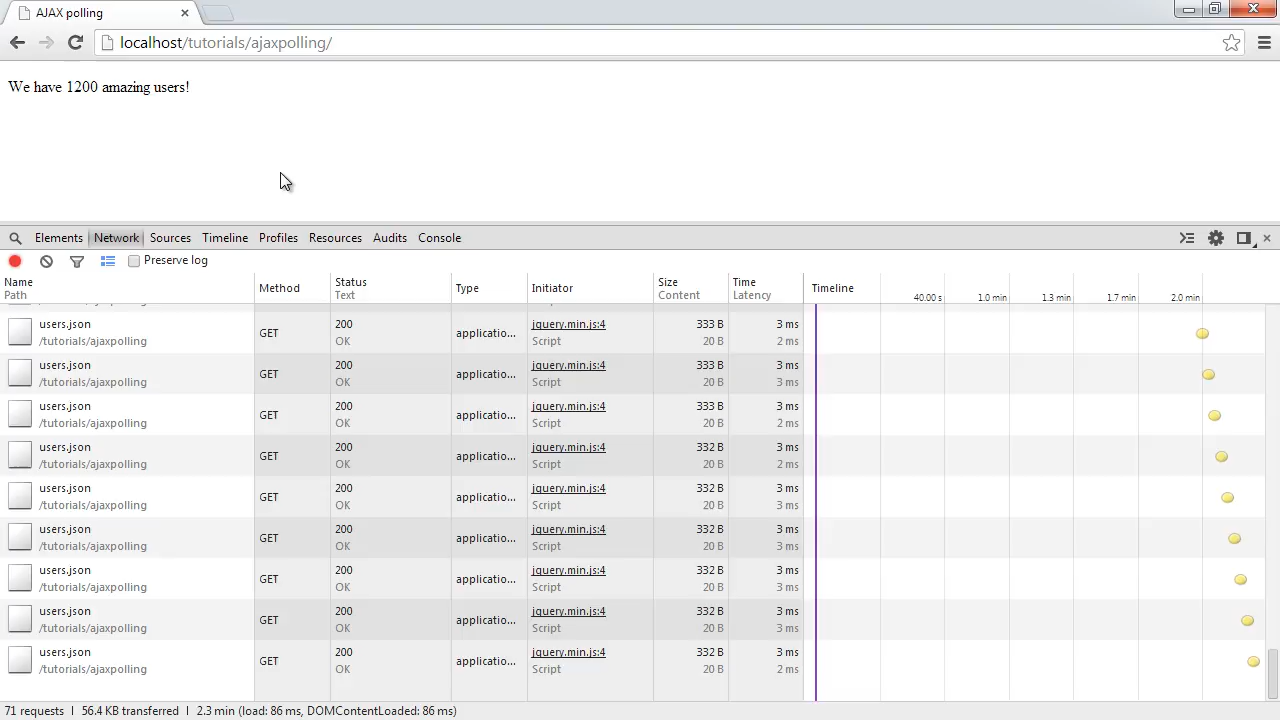 AJAX polling
localhost/tutorials/ajaxpolling/
We have 1200 amazing users!
Elements Network Sources Timeline Profiles Resources Audits Console
Preserve log
Name Method Status Type Initiator Size Time Timeline
Path Text Content Latency 40.00 s 1.0 min 1.3 min 1.7 min 2.0 min
users.json 200 jquery.min.js:4 333 B 3 ms
GET applicatio...
/tutorials/ajaxpolling OK Script 20 B 2 ms
users.json 200 jquery.min.js:4 333 B 3 ms
GET applicatio...
/tutorials/ajaxpolling OK Script 20 B 3 ms
users.json 200 jquery.min.js:4 333 B 3 ms
GET applicatio...
/tutorials/ajaxpolling OK Script 20 B 2 ms
users.json 200 jquery.min.js:4 332 B 3 ms
GET applicatio...
/tutorials/ajaxpolling OK Script 20 B 2 ms
users.json 200 jquery.min.js:4 332 B 3 ms
GET applicatio...
/tutorials/ajaxpolling OK Script 20 B 3 ms
users.json 200 jquery.min.js:4 332 B 3 ms
GET applicatio...
/tutorials/ajaxpolling OK Script 20 B 3 ms
users.json 200 jquery.min.js:4 332 B 3 ms
GET applicatio...
/tutorials/ajaxpolling OK Script 20 B 3 ms
users.json 200 jquery.min.js:4 332 B 3 ms
GET applicatio...
/tutorials/ajaxpolling OK Script 20 B 3 ms
users.json 200 jquery.min.js:4 332 B 3 ms
GET applicatio...
/tutorials/ajaxpolling OK Script 20 B 2 ms
71 requests | 56.4 KB transferred | 2.3 min (load: 86 ms, DOMContentLoaded: 86 ms)